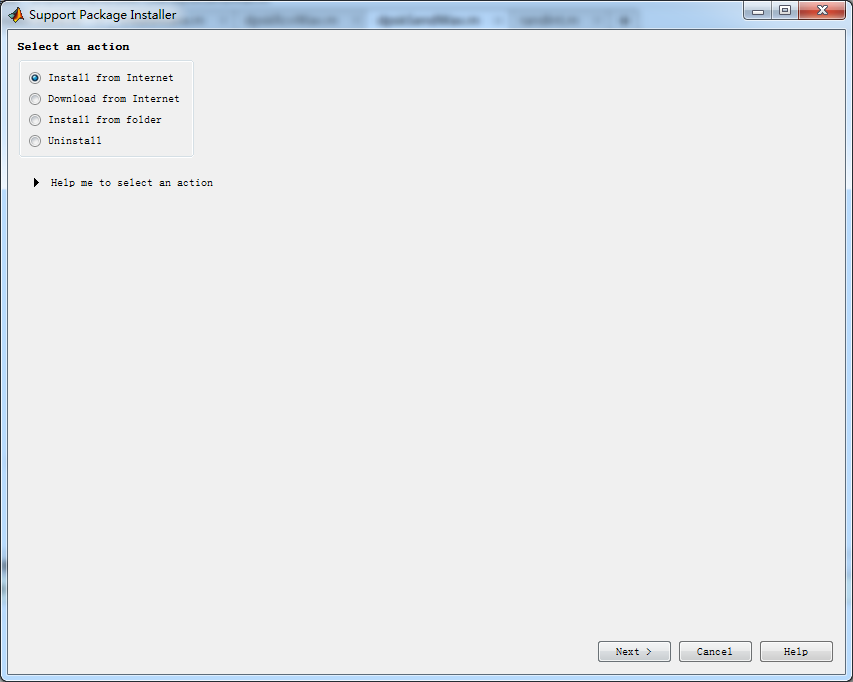 Support Package Installer
Select an action
Install from Internet
Download from Internet
Install from folder
Uninstall
Help me to select an action
Next >
Cancel
Help